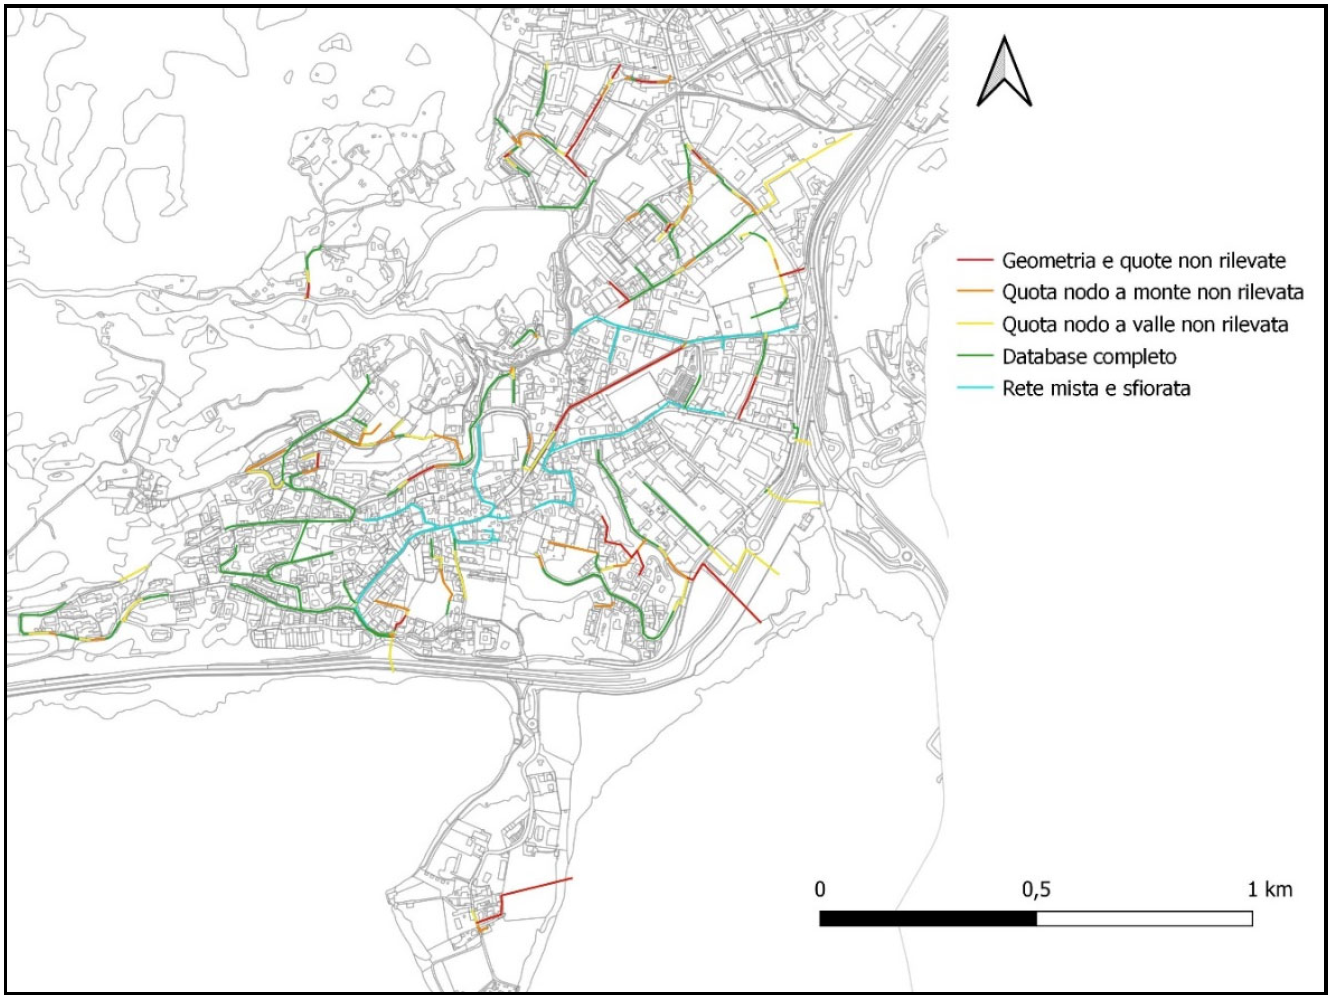 Geometria e quote non rilevate
Quota nodo a monte non rilevata
Quota nodo a valle non rilevata
Database completo
Rete mista e sfiorata
0 0,5 1 km